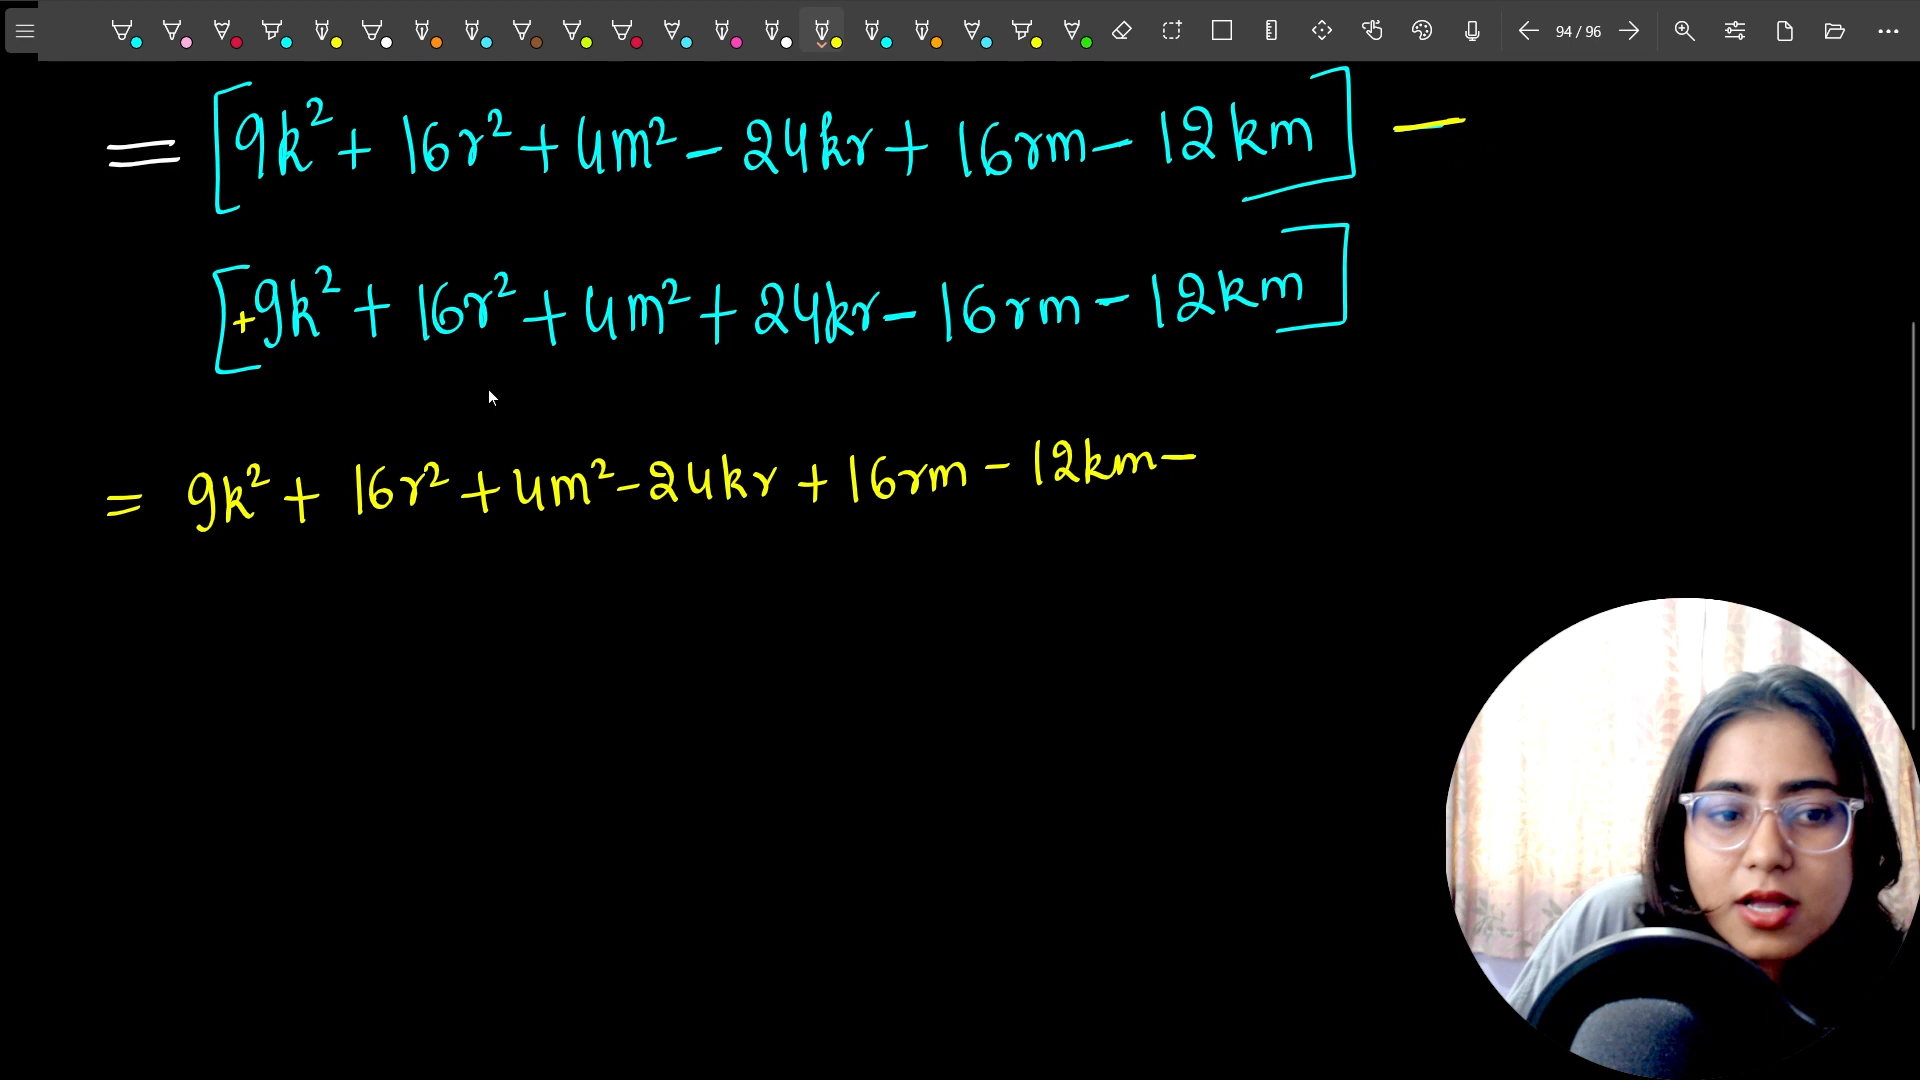 94 / 96
= [9k² + 16r² + 4m² - 24kr + 16rm - 12km] -
[+9k² + 16r² + 4m² + 24kr - 16rm - 12km]
= 9k² + 16r² + 4m² - 24kr + 16rm - 12km -